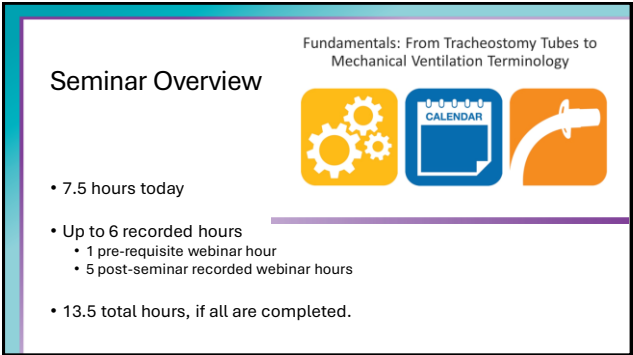 Fundamentals: From Tracheostomy Tubes to
Mechanical Ventilation Terminology
Seminar Overview
CALENDAR
• 7.5 hours today
• Up to 6 recorded hours
• 1 pre-requisite webinar hour
• 5 post-seminar recorded webinar hours
• 13.5 total hours, if all are completed.